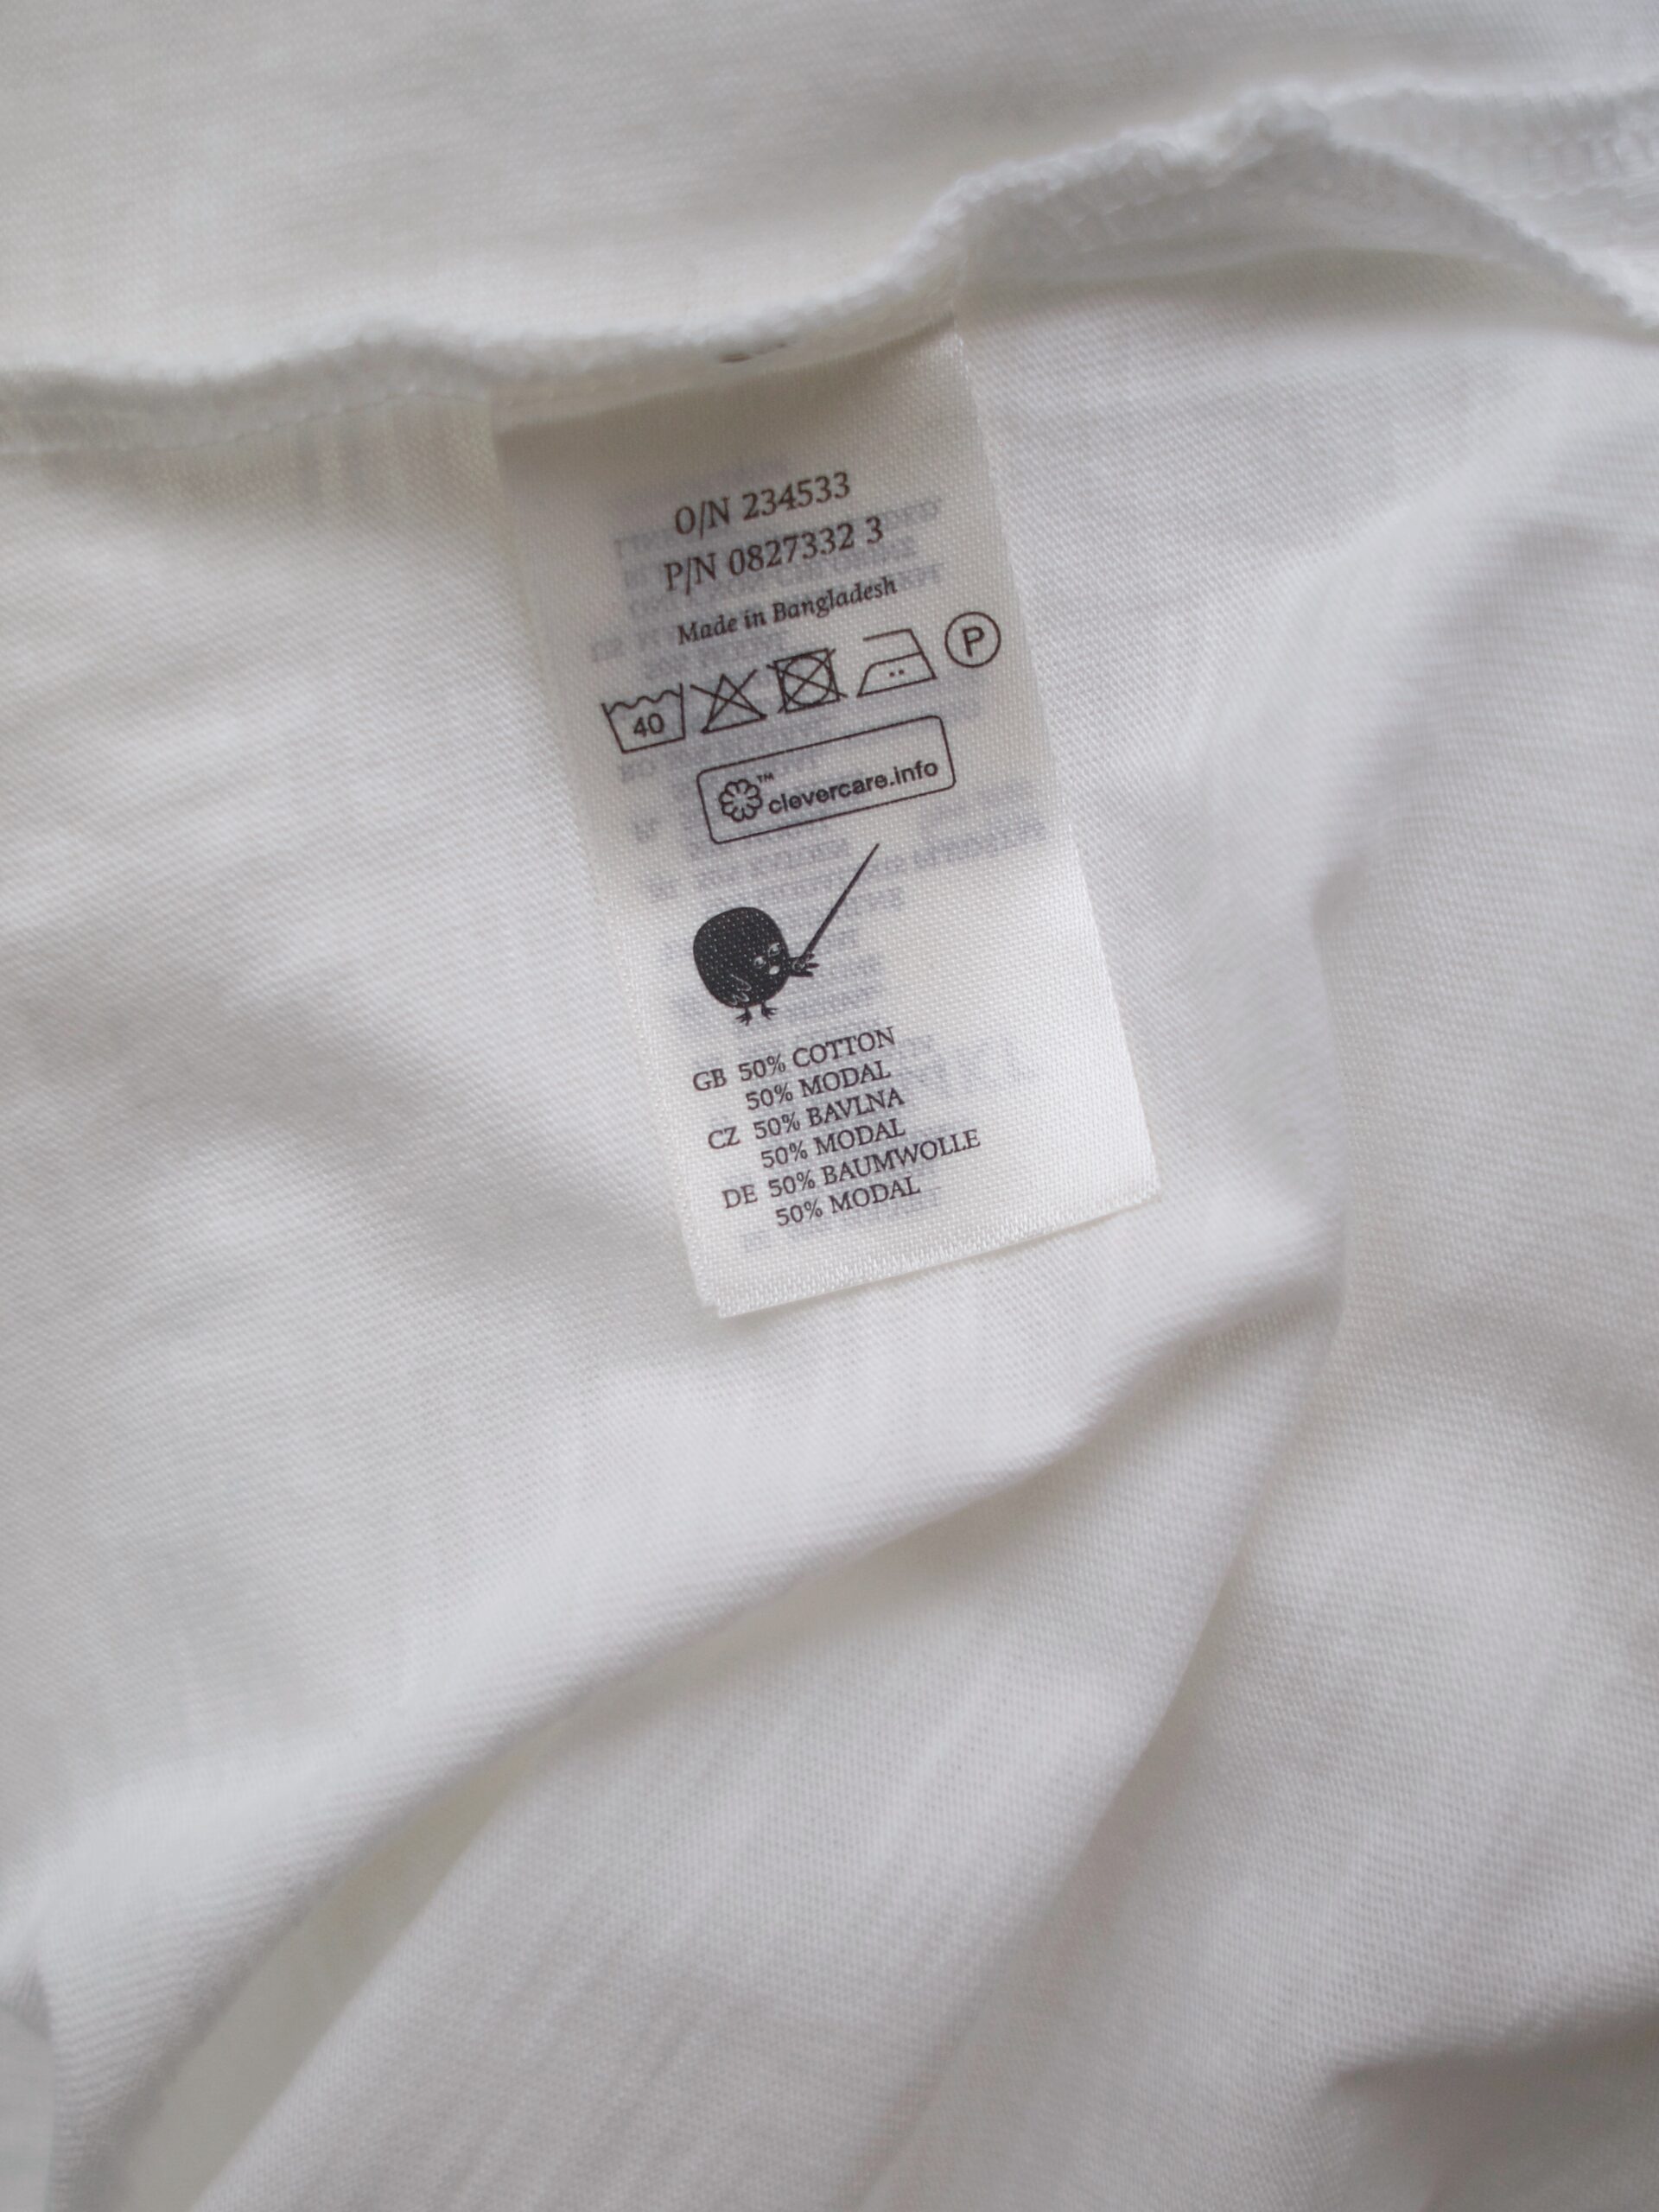 O/N 234533
P/N 0827332 3
Made in Bangladesh
40
P
™ clevercare.info
GB 50% COTTON
50% MODAL
CZ 50% BAVLNA
50% MODAL
DE 50% BAUMWOLLE
50% MODAL